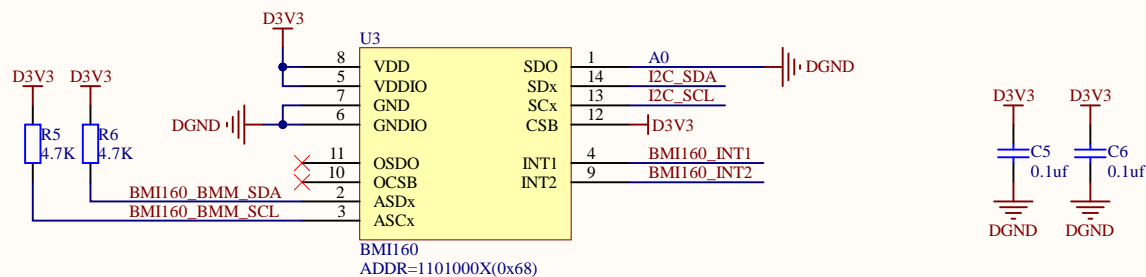 D3V3
U3
D3V3
D3V3
8
VDD
SDO
1
A0
DGND
5
VDDIO
SDx
14
I2C_SDA
7
GND
SCx
13
I2C_SCL
D3V3
D3V3
DGND
6
GNDIO
CSB
12
D3V3
R5
4.7K
R6
4.7K
C5
0.1uf
C6
0.1uf
11
OSDO
INT1
4
BMI160_INT1
10
OCSB
INT2
9
BMI160_INT2
BMI160_BMM_SDA
2
ASDx
BMI160_BMM_SCL
3
ASCx
DGND
DGND
BMI160
ADDR=1101000X(0x68)